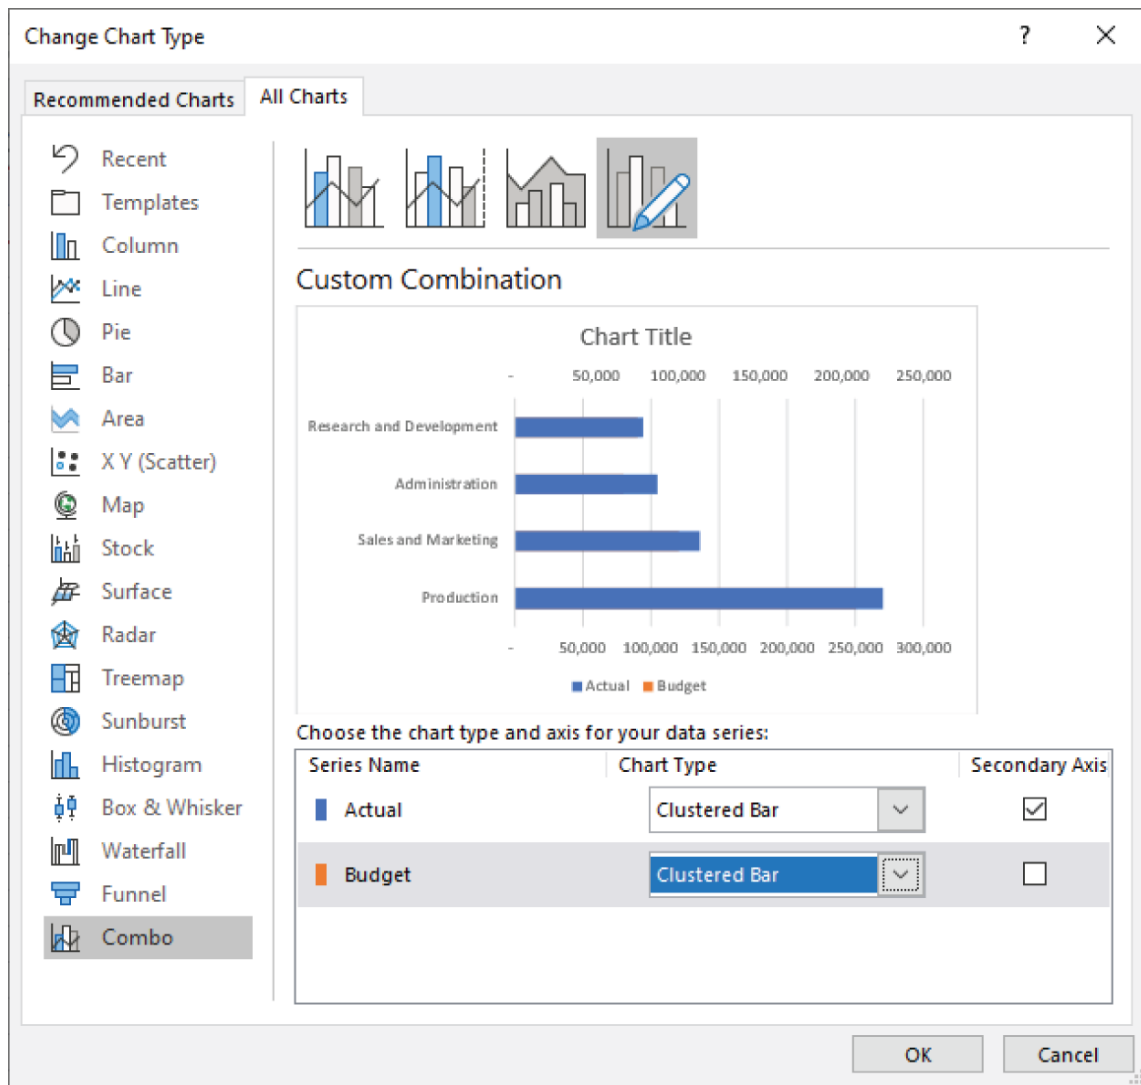 Change Chart Type
?
Recommended Charts
All Charts
Recent
Templates
Column
Line
Pie
Bar
Area
X Y (Scatter)
Map
Stock
Surface
Radar
Treemap
Sunburst
Histogram
Box & Whisker
Waterfall
Funnel
Combo
Custom Combination
Chart Title
- 50,000 100,000 150,000 200,000 250,000
Research and Development
Administration
Sales and Marketing
Production
- 50,000 100,000 150,000 200,000 250,000 300,000
Actual Budget
Choose the chart type and axis for your data series:
Series Name Chart Type Secondary Axis
Actual Clustered Bar
Budget Clustered Bar
OK Cancel